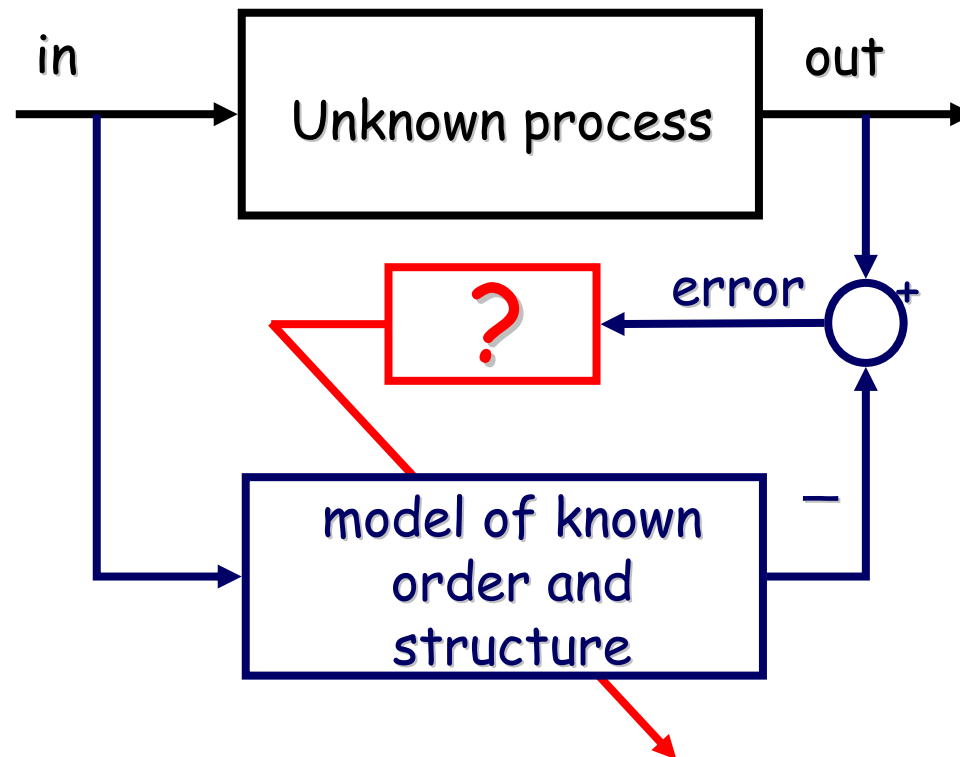 in
out
Unknown process
error
+
?
–
model of known
order and
structure